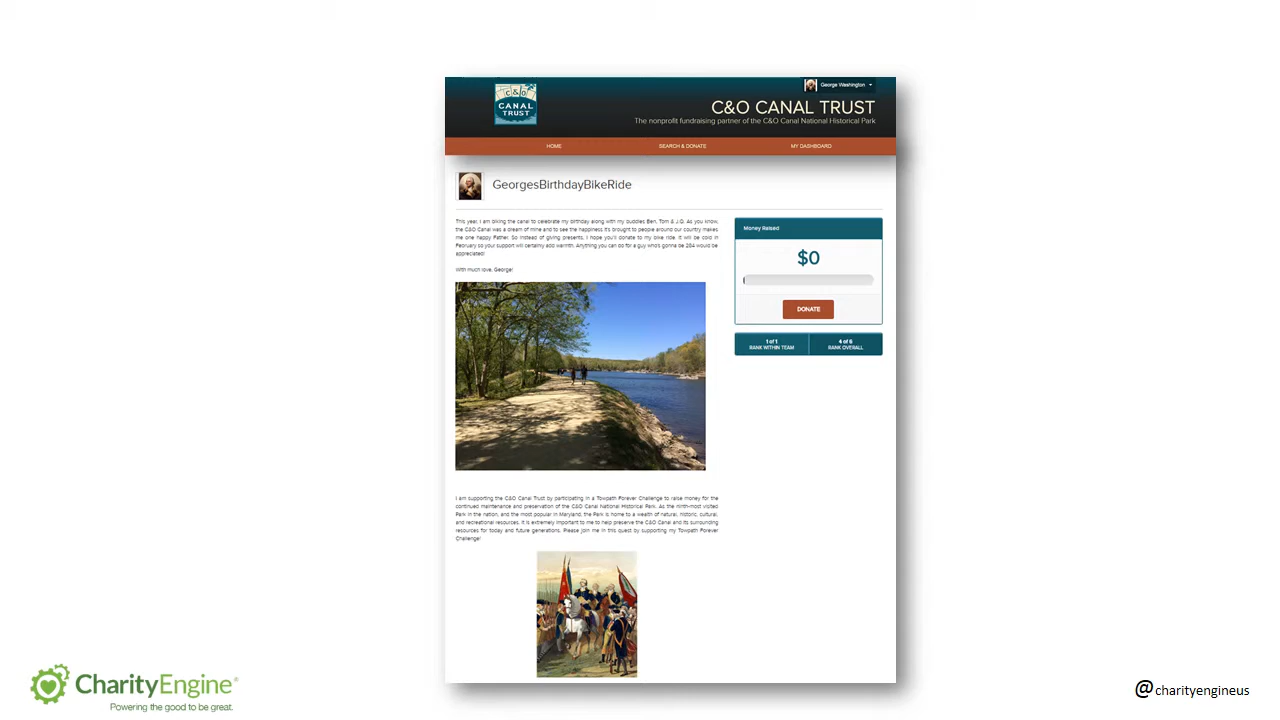 George Washington
C&O
CANAL
TRUST
C&O CANAL TRUST
The nonprofit fundraising partner of the C&O Canal National Historical Park
HOME
SEARCH & DONATE
MY DASHBOARD
GeorgesBirthdayBikeRide
This year, I am biking the canal to celebrate my birthday along with my buddies Ben, Tom & J.Q. As you know,
the C&O Canal was a dream of mine and to see the happiness it's brought to people around our country makes
me one happy Father. So instead of giving presents, I hope you'll donate to my bike ride. It will be cold in
February so your support will certainly add warmth. Anything you can do for a guy who's gonna be 284 would be
appreciated!
With much love, George!
Money Raised
$0
DONATE
1 of 1
RANK WITHIN TEAM
4 of 6
RANK OVERALL
I am supporting the C&O Canal Trust by participating in a Towpath Forever Challenge to raise money for the
continued maintenance and preservation of the C&O Canal National Historical Park. As the ninth-most visited
Park in the nation, and the most popular in Maryland, the Park is home to a wealth of natural, historic, cultural,
and recreational resources. It is extremely important to me to help preserve the C&O Canal and its surrounding
resources for today and future generations. Please join me in this quest by supporting my Towpath Forever
Challenge!
CharityEngine®
Powering the good to be great.
@charityengineus